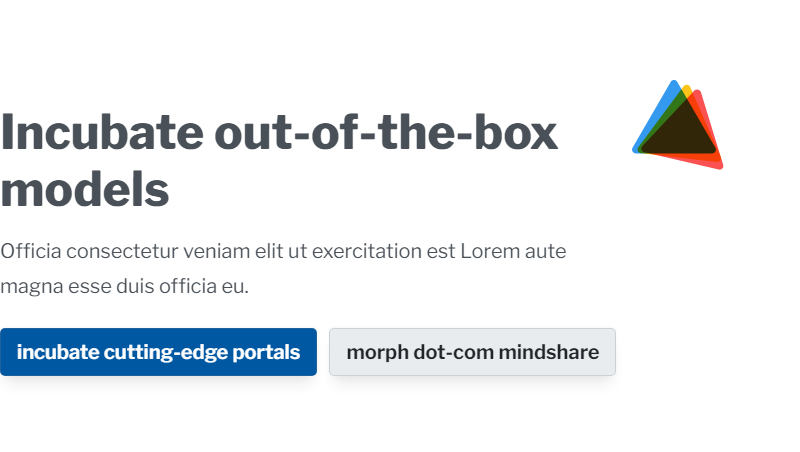 Incubate out-of-the-box
models
Officia consectetur veniam elit ut exercitation est Lorem aute
magna esse duis officia eu.
incubate cutting-edge portals
morph dot-com mindshare